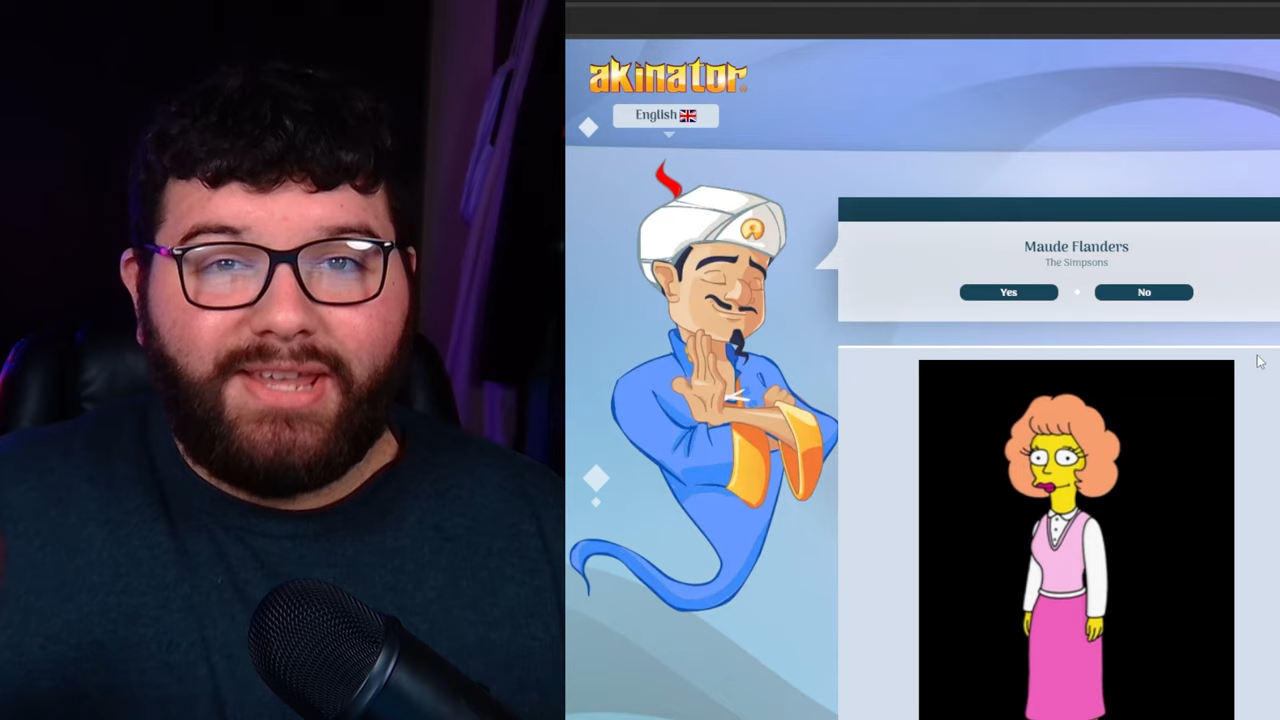 akinator
English
Maude Flanders
The Simpsons
Yes
No